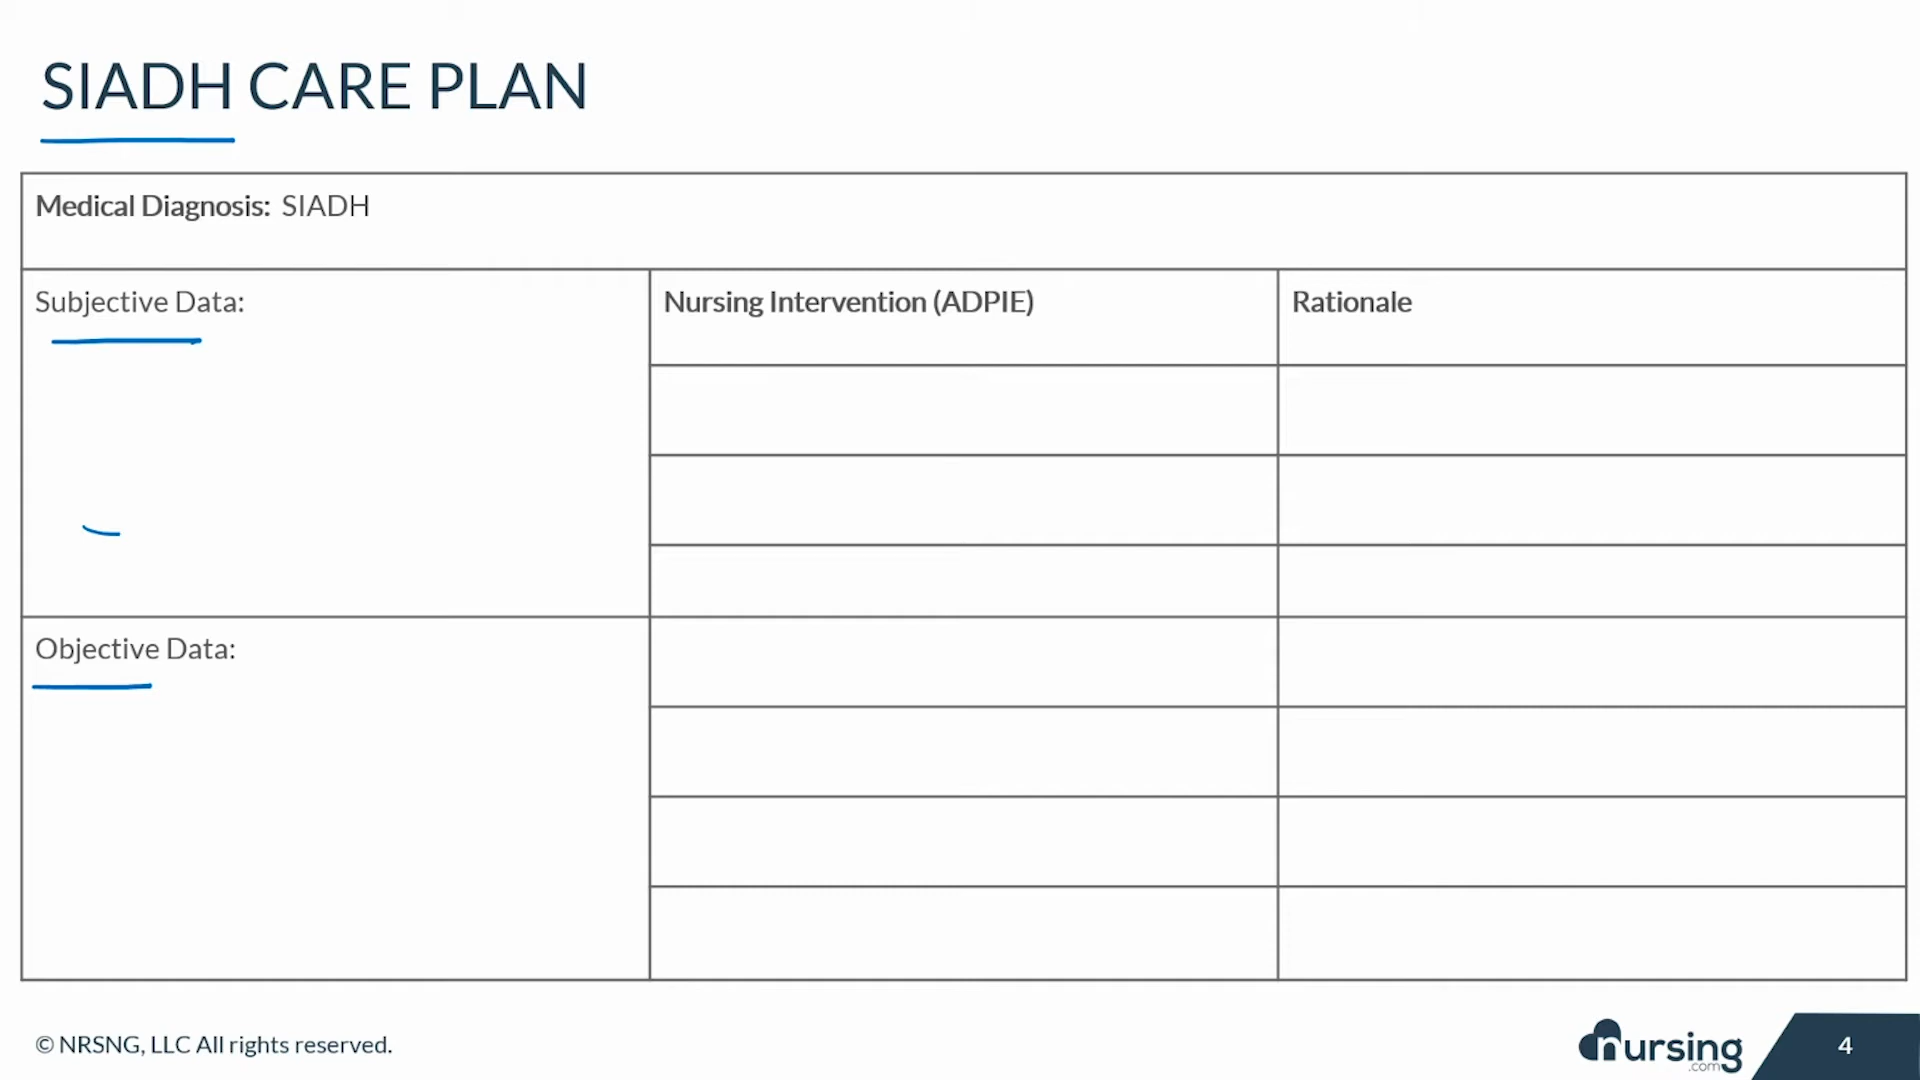 SIADH CARE PLAN
Medical Diagnosis: SIADH
Subjective Data:
Nursing Intervention (ADPIE)
Rationale
Objective Data:
© NRSNG, LLC All rights reserved.
nursing
.com
4